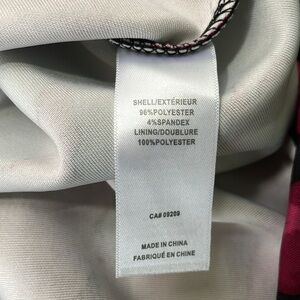 SHELL/EXTÉRIEUR
96%POLYESTER
4%SPANDEX
LINING/DOUBLURE
100%POLYESTER
CA# 09209
MADE IN CHINA
FABRIQUÉ EN CHINE